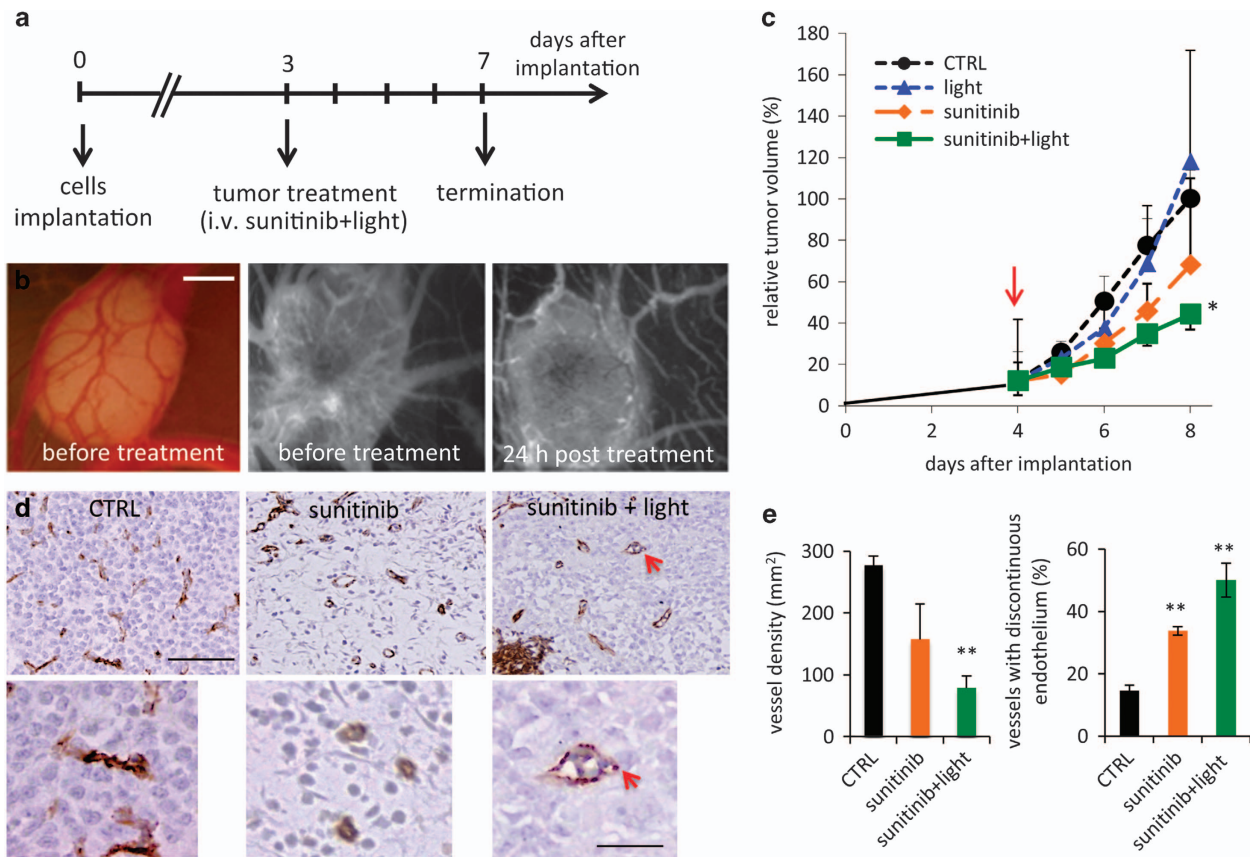 a
0
3
7
days after
implantation
cells
implantation
tumor treatment
(i.v. sunitinib+light)
termination
b
before treatment
before treatment
24 h post treatment
c
relative tumor volume (%)
180
160
140
120
100
80
60
40
20
0
CTRL
light
sunitinib
sunitinib+light
*
0
2
4
6
8
days after implantation
d
CTRL
sunitinib
sunitinib + light
e
vessel density (mm²)
300
200
100
0
**
CTRL
sunitinib
sunitinib+light
vessels with discontinuous
endothelium (%)
60
40
20
0
**
**
CTRL
sunitinib
sunitinib+light